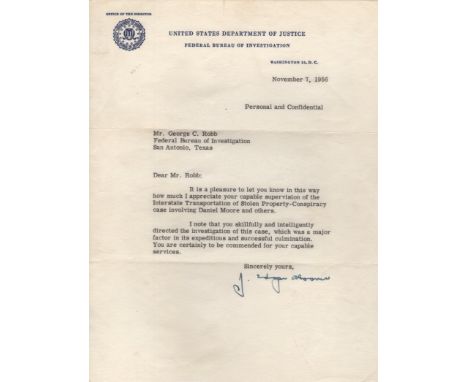 OFFICE OF THE DIRECTOR
UNITED STATES DEPARTMENT OF JUSTICE
FEDERAL BUREAU OF INVESTIGATION
WASHINGTON 25, D. C.
November 7, 1956
Personal and Confidential
Mr. George C. Robb
Federal Bureau of Investigation
San Antonio, Texas
Dear Mr. Robb:
It is a pleasure to let you know in this way
how much I appreciate your capable supervision of the
Interstate Transportation of Stolen Property-Conspiracy
case involving Daniel Moore and others.
I note that you skillfully and intelligently
directed the investigation of this case, which was a major
factor in its expeditious and successful culmination.
You are certainly to be commended for your capable
services.
Sincerely yours,
J. Edgar Hoover